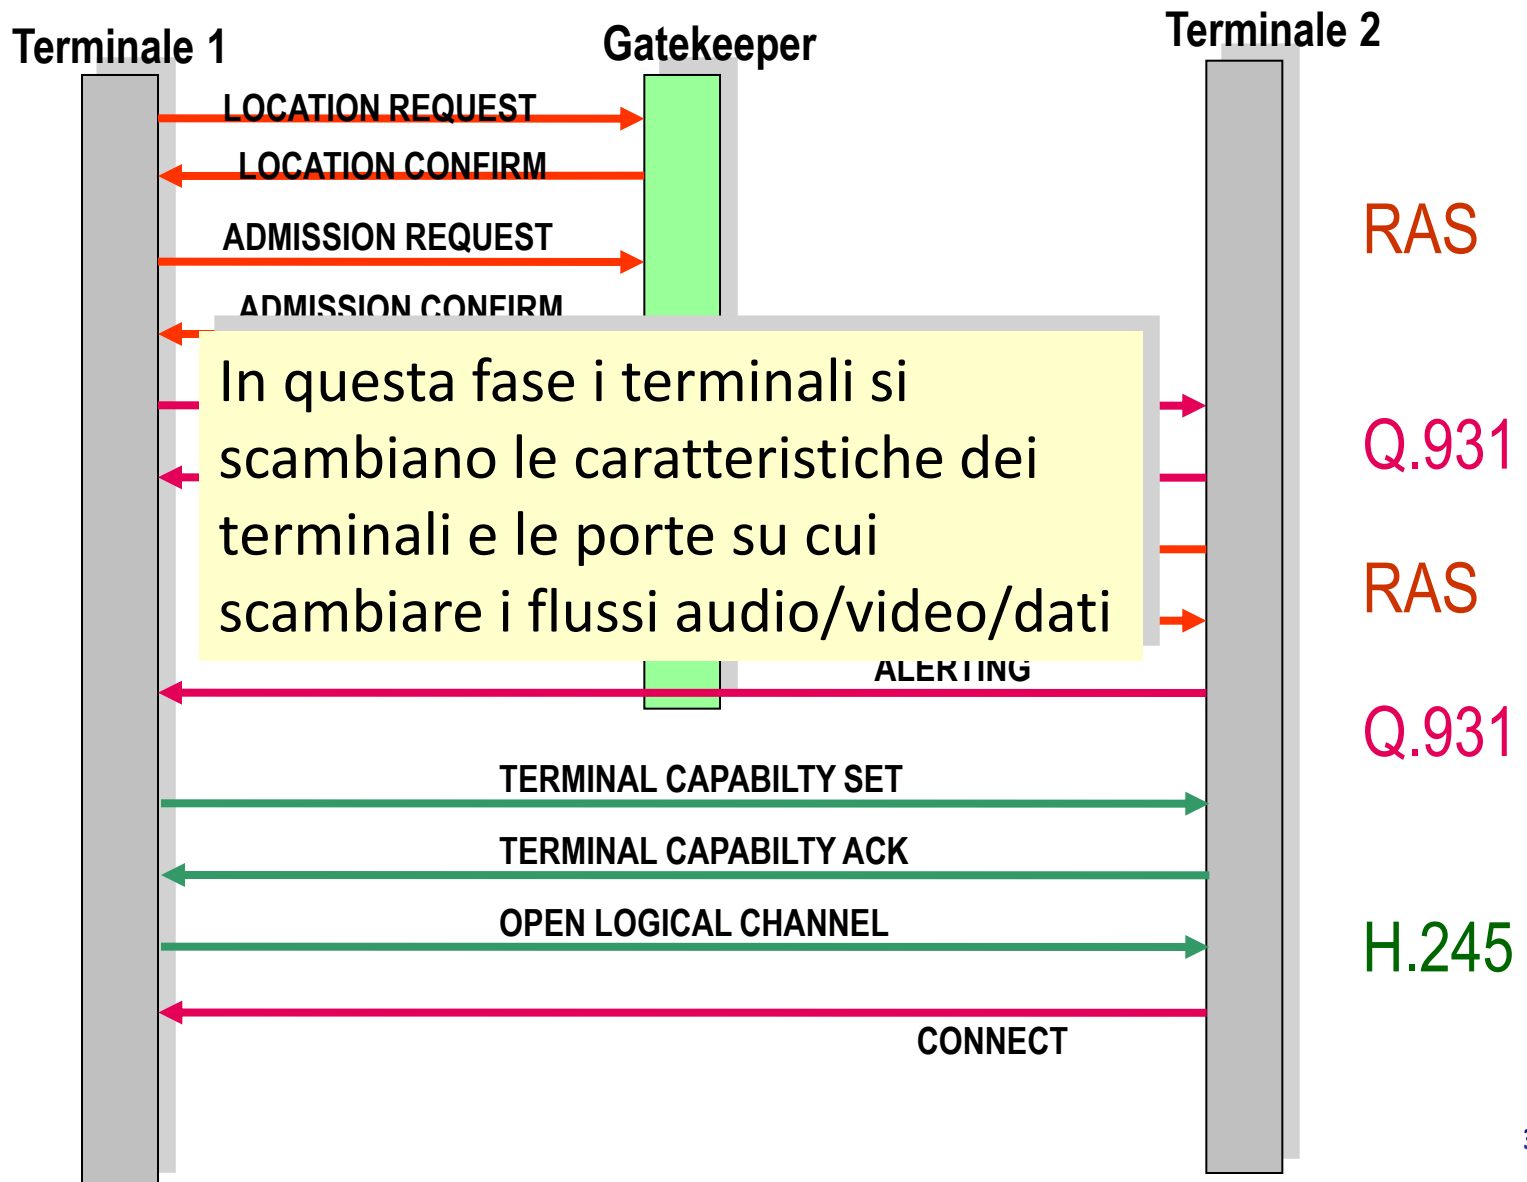 Terminale 1
Gatekeeper
Terminale 2
LOCATION REQUEST
LOCATION CONFIRM
ADMISSION REQUEST
RAS
ADMISSION CONFIRM
In questa fase i terminali si
scambiano le caratteristiche dei
terminali e le porte su cui
scambiare i flussi audio/video/dati
Q.931
RAS
ALERTING
Q.931
TERMINAL CAPABILTY SET
TERMINAL CAPABILTY ACK
OPEN LOGICAL CHANNEL
H.245
CONNECT